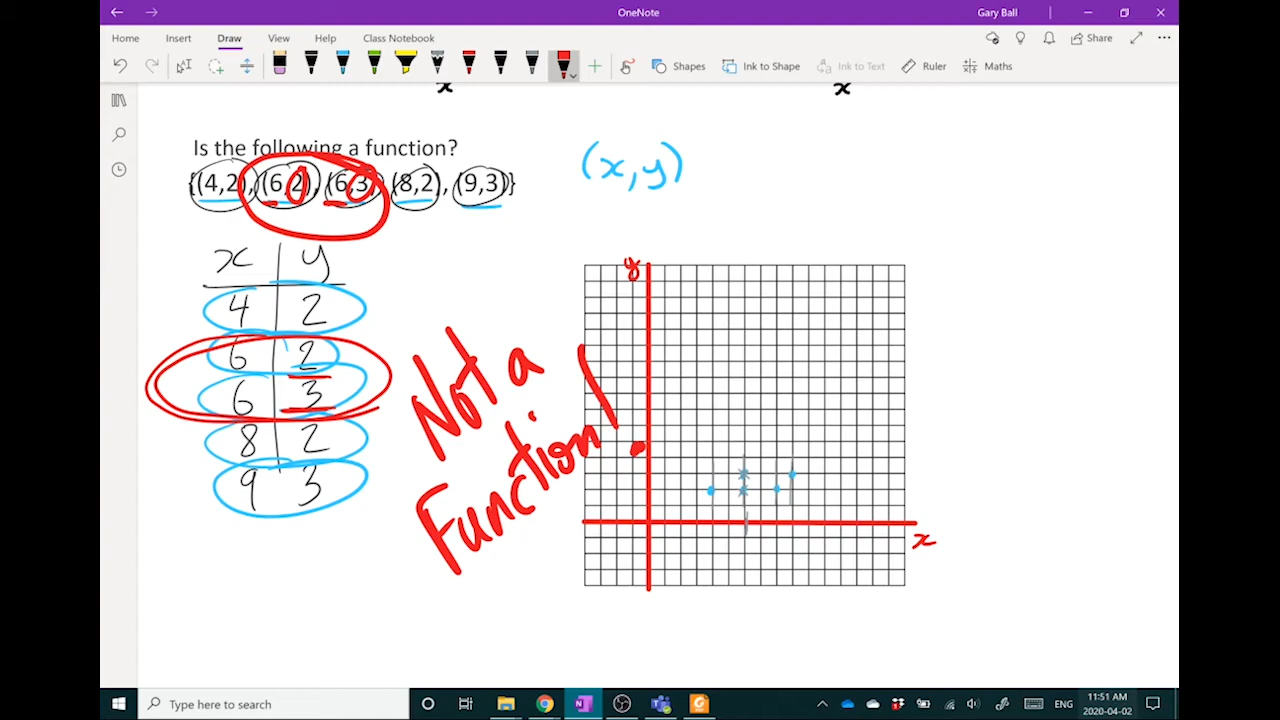 OneNote
Gary Ball
Home Insert Draw View Help Class Notebook
Share
Shapes Ink to Shape Ink to Text Ruler Maths
x x
Is the following a function?
{(4,2), (6,2), (6,3), (8,2), (9,3)}
(x,y)
x y
4 2
6 2
6 3
8 2
9 3
Not a
Function!
y
x
Type here to search
ENG
11:51 AM
2020-04-02